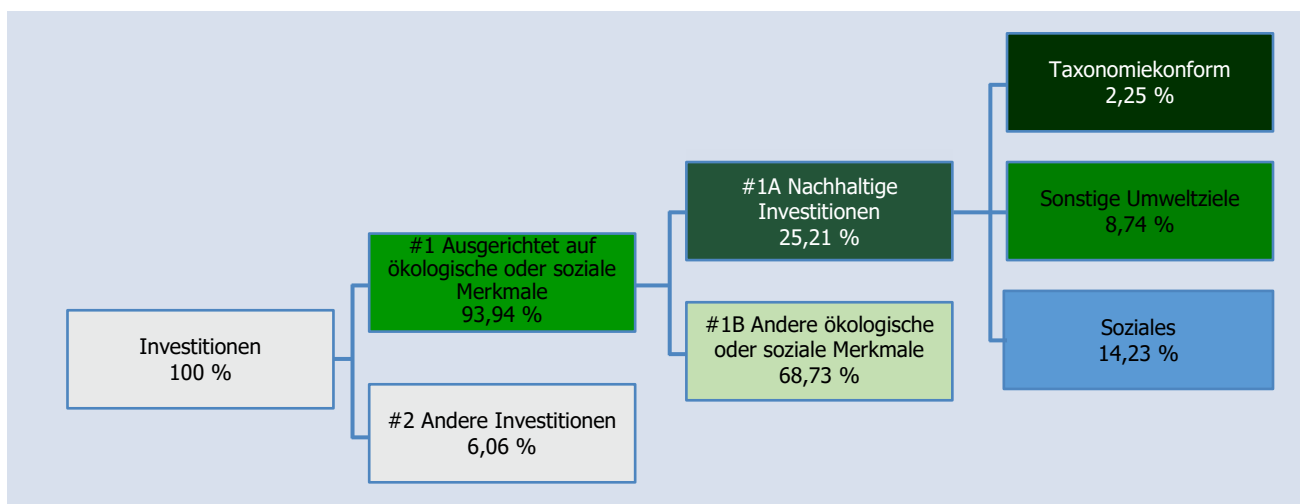 Investitionen
100 %
#1 Ausgerichtet auf
ökologische oder soziale
Merkmale
93,94 %
#2 Andere Investitionen
6,06 %
#1A Nachhaltige
Investitionen
25,21 %
#1B Andere ökologische
oder soziale Merkmale
68,73 %
Taxonomiekonform
2,25 %
Sonstige Umweltziele
8,74 %
Soziales
14,23 %